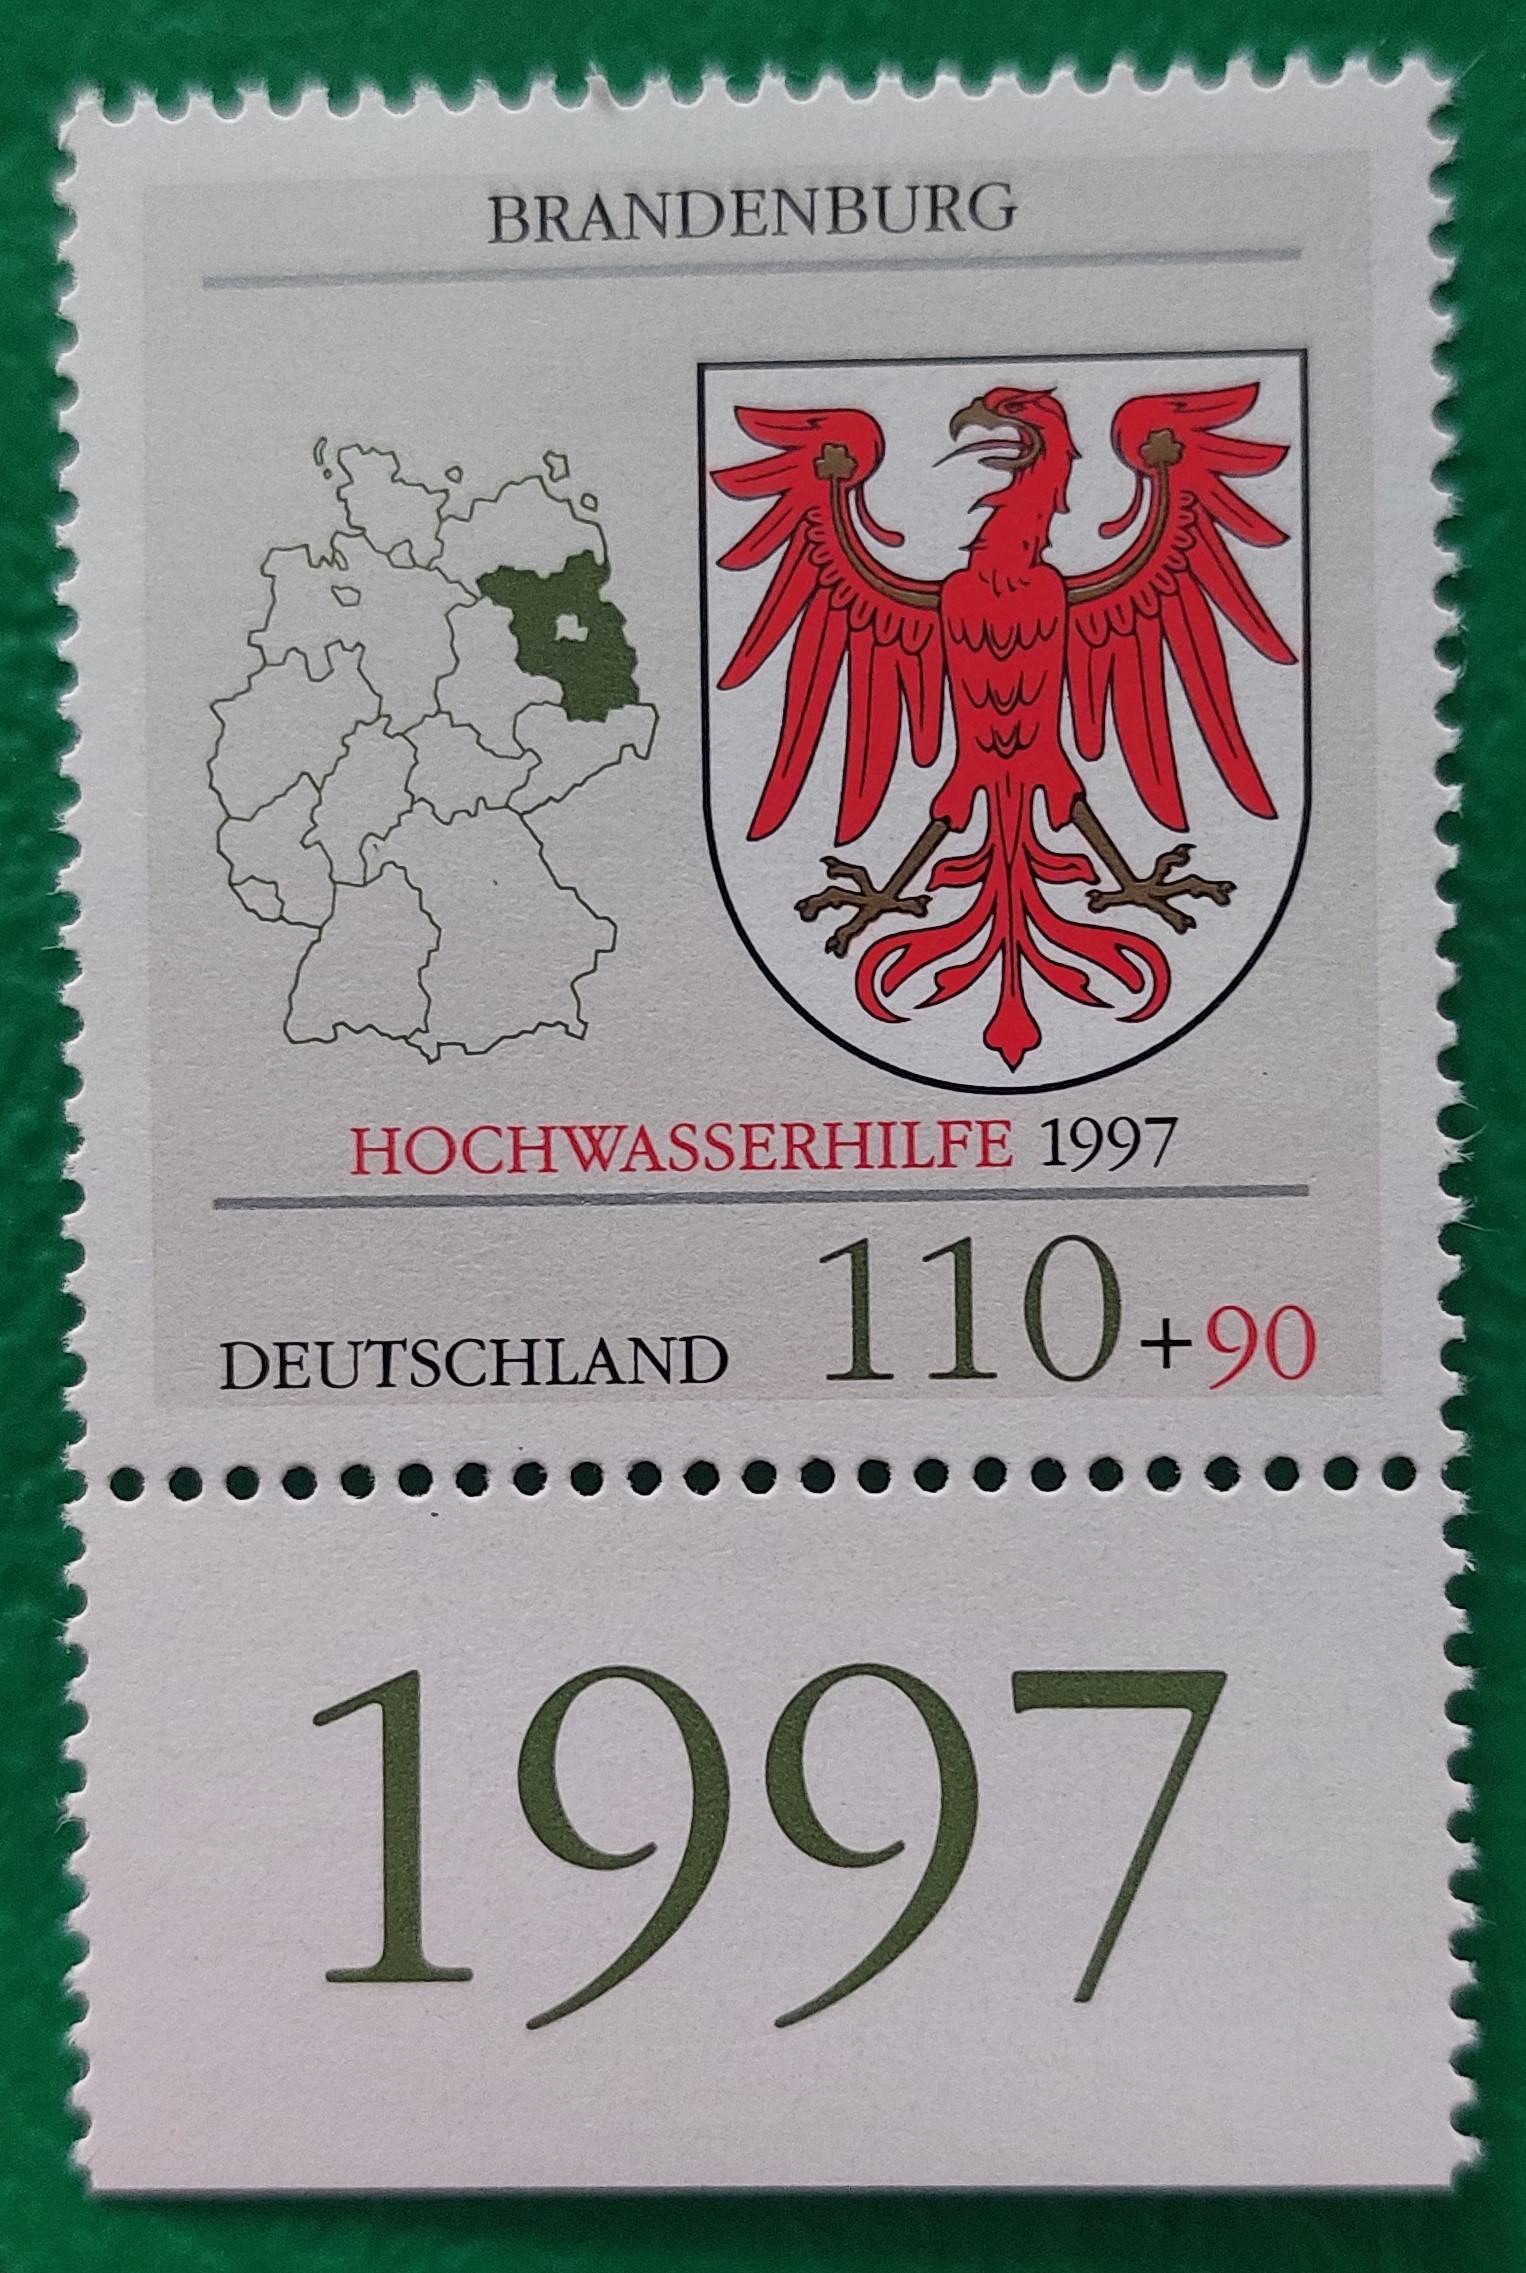 BRANDENBURG
HOCHWASSERHILFE 1997
DEUTSCHLAND 110+90
1997